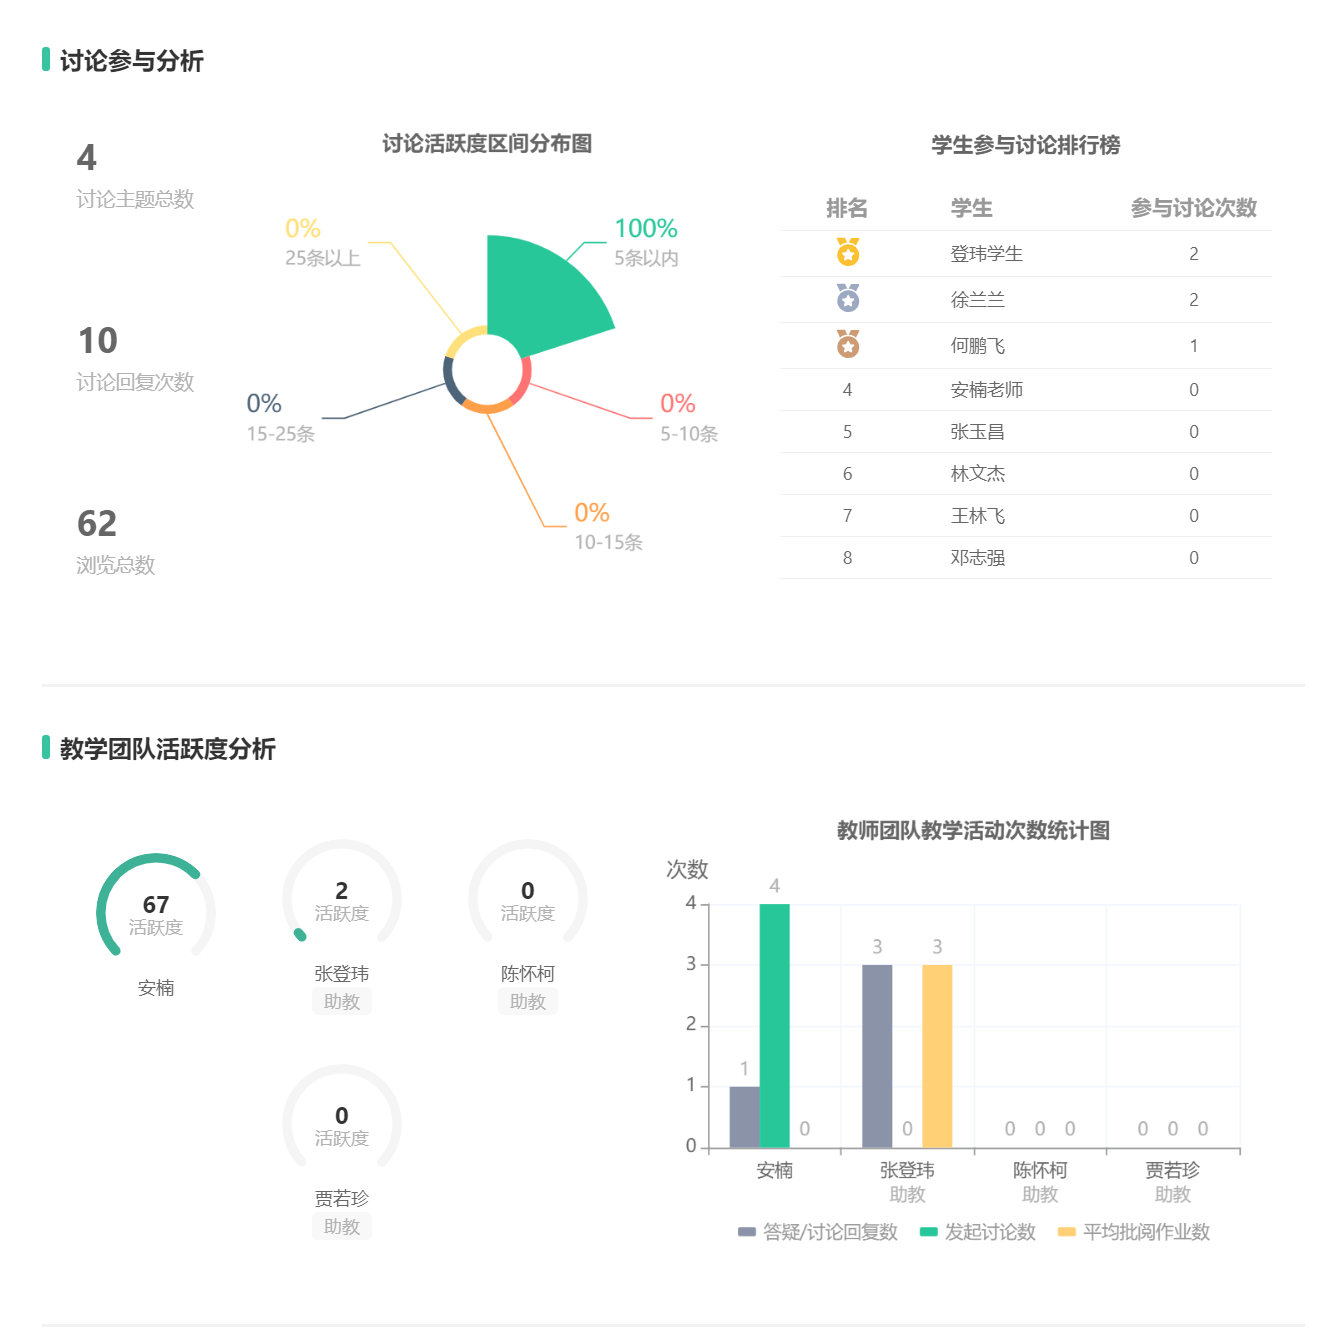 讨论参与分析
4
讨论主题总数
10
讨论回复次数
62
浏览总数
讨论活跃度区间分布图
0%
25条以上
100%
5条以内
0%
15-25条
0%
5-10条
0%
10-15条
学生参与讨论排行榜
排名 学生 参与讨论次数
登玮学生 2
徐兰兰 2
何鹏飞 1
4 安楠老师 0
5 张玉昌 0
6 林文杰 0
7 王林飞 0
8 邓志强 0
教学团队活跃度分析
67
活跃度
安楠
2
活跃度
张登玮
助教
0
活跃度
陈怀柯
助教
0
活跃度
贾若珍
助教
教师团队教学活动次数统计图
次数
4
3
2
1
0
1 4 0
3 0 3
0 0 0
0 0 0
安楠
张登玮
助教
陈怀柯
助教
贾若珍
助教
答疑/讨论回复数 发起讨论数 平均批阅作业数